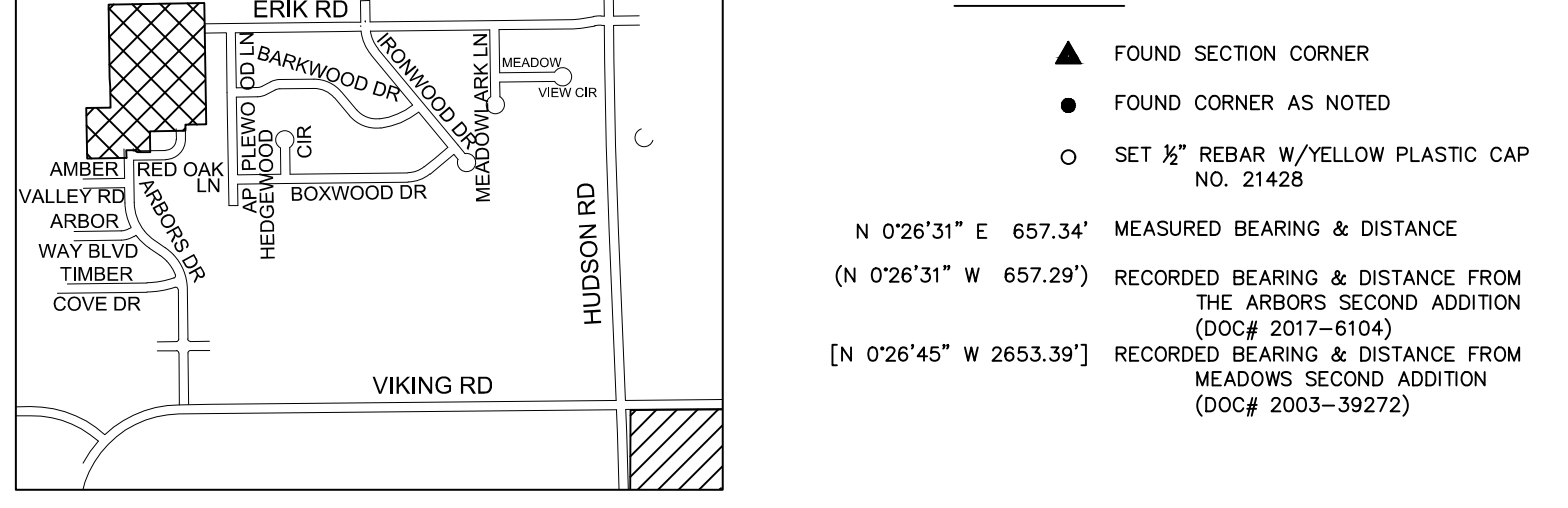 ERIK RD
BARKWOOD DR
IRONWOOD DR
MEADOWLARK LN
MEADOW
VIEW CIR
AP PLEWO OD LN
HEDGEWOOD
CIR
BOXWOOD DR
AMBER
VALLEY RD
RED OAK
LN
ARBORS DR
ARBOR
WAY BLVD
TIMBER
COVE DR
HUDSON RD
VIKING RD
FOUND SECTION CORNER
FOUND CORNER AS NOTED
SET ½" REBAR W/YELLOW PLASTIC CAP
NO. 21428
N 0°26'31" E 657.34' MEASURED BEARING & DISTANCE
(N 0°26'31" W 657.29') RECORDED BEARING & DISTANCE FROM
THE ARBORS SECOND ADDITION
(DOC# 2017-6104)
[N 0°26'45" W 2653.39'] RECORDED BEARING & DISTANCE FROM
MEADOWS SECOND ADDITION
(DOC# 2003-39272)